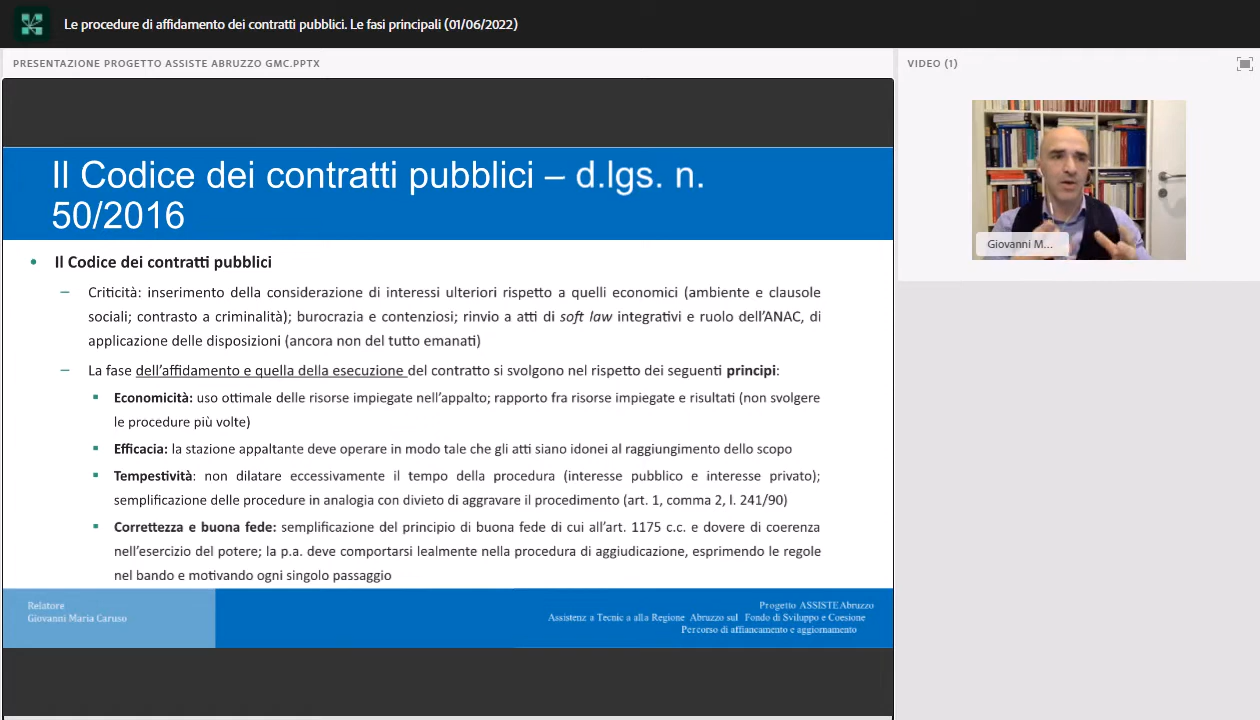 Le procedure di affidamento dei contratti pubblici. Le fasi principali (01/06/2022)
PRESENTAZIONE PROGETTO ASSISTE ABRUZZO GMC.PPTX
VIDEO (1)
Il Codice dei contratti pubblici – d.lgs. n.
50/2016
• Il Codice dei contratti pubblici
– Criticità: inserimento della considerazione di interessi ulteriori rispetto a quelli economici (ambiente e clausole
sociali; contrasto a criminalità); burocrazia e contenziosi; rinvio a atti di soft law integrativi e ruolo dell'ANAC, di
applicazione delle disposizioni (ancora non del tutto emanati)
– La fase dell'affidamento e quella della esecuzione del contratto si svolgono nel rispetto dei seguenti principi:
▪ Economicità: uso ottimale delle risorse impiegate nell'appalto; rapporto fra risorse impiegate e risultati (non svolgere
le procedure più volte)
▪ Efficacia: la stazione appaltante deve operare in modo tale che gli atti siano idonei al raggiungimento dello scopo
▪ Tempestività: non dilatare eccessivamente il tempo della procedura (interesse pubblico e interesse privato);
semplificazione delle procedure in analogia con divieto di aggravare il procedimento (art. 1, comma 2, l. 241/90)
▪ Correttezza e buona fede: semplificazione del principio di buona fede di cui all'art. 1175 c.c. e dovere di coerenza
nell'esercizio del potere; la p.a. deve comportarsi lealmente nella procedura di aggiudicazione, esprimendo le regole
nel bando e motivando ogni singolo passaggio
Relatore
Giovanni Maria Caruso
Progetto ASSISTE Abruzzo
Assistenz a Tecnic a alla Regione Abruzzo sul Fondo di Sviluppo e Coesione
Percorso di affiancamento e aggiornamento
Giovanni M...